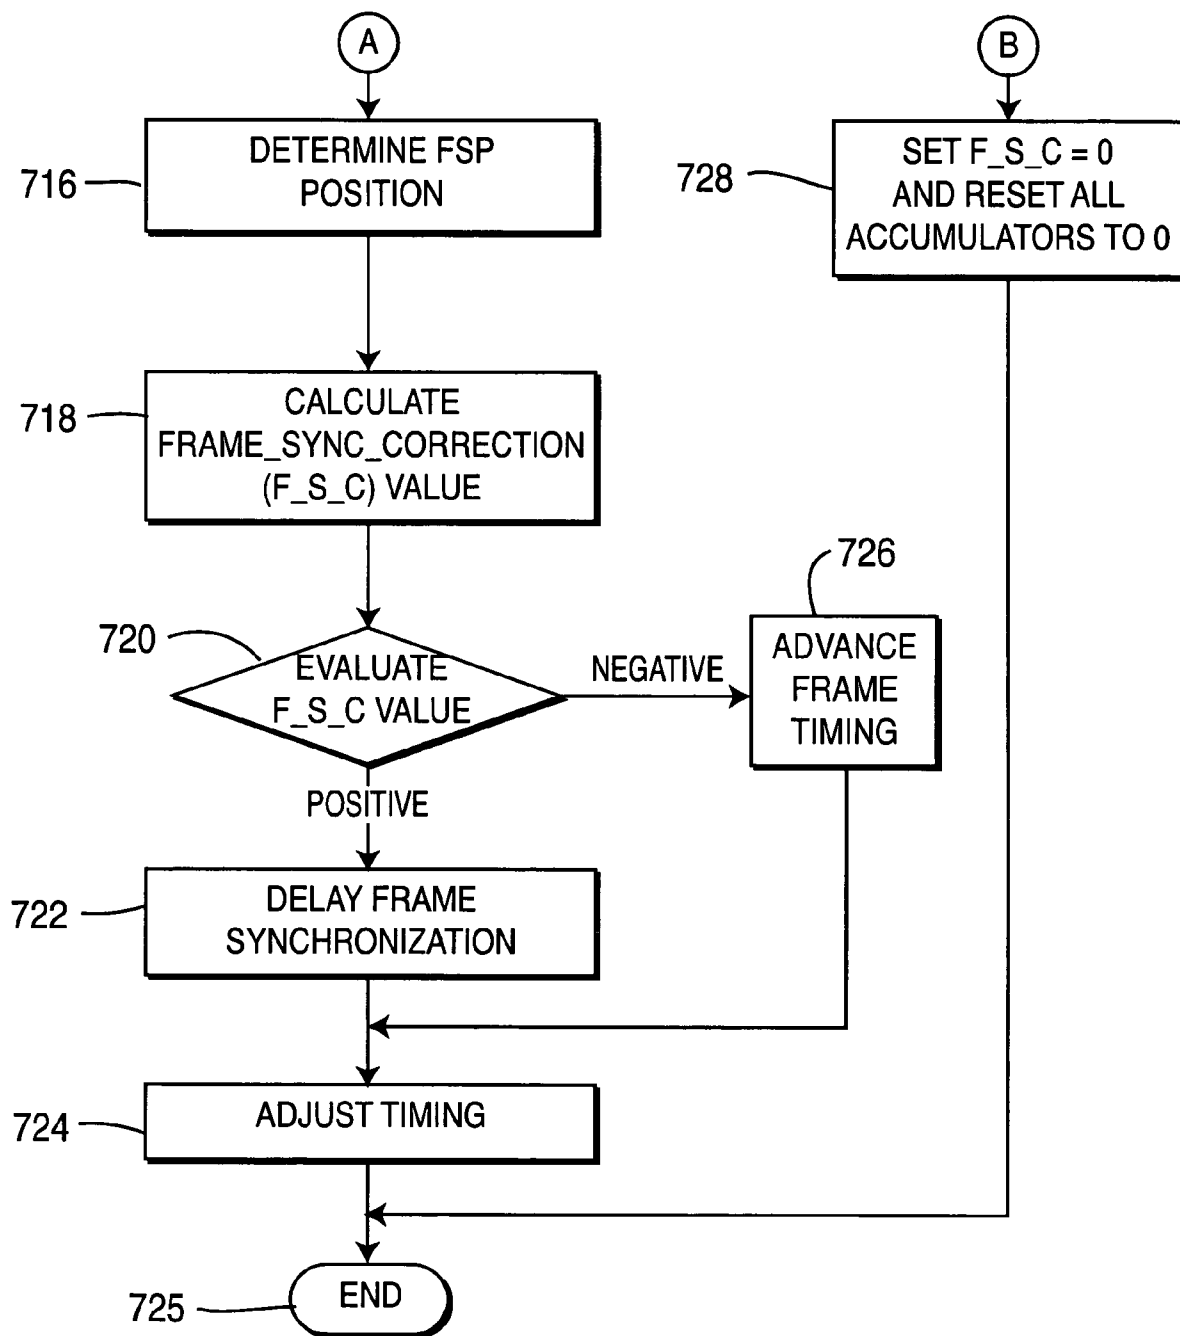 A
B
DETERMINE FSP
POSITION
716
SET F_S_C = 0
AND RESET ALL
ACCUMULATORS TO 0
728
CALCULATE
FRAME_SYNC_CORRECTION
(F_S_C) VALUE
718
726
ADVANCE
FRAME
TIMING
720
EVALUATE
F_S_C VALUE
NEGATIVE
POSITIVE
DELAY FRAME
SYNCHRONIZATION
722
ADJUST TIMING
724
END
725